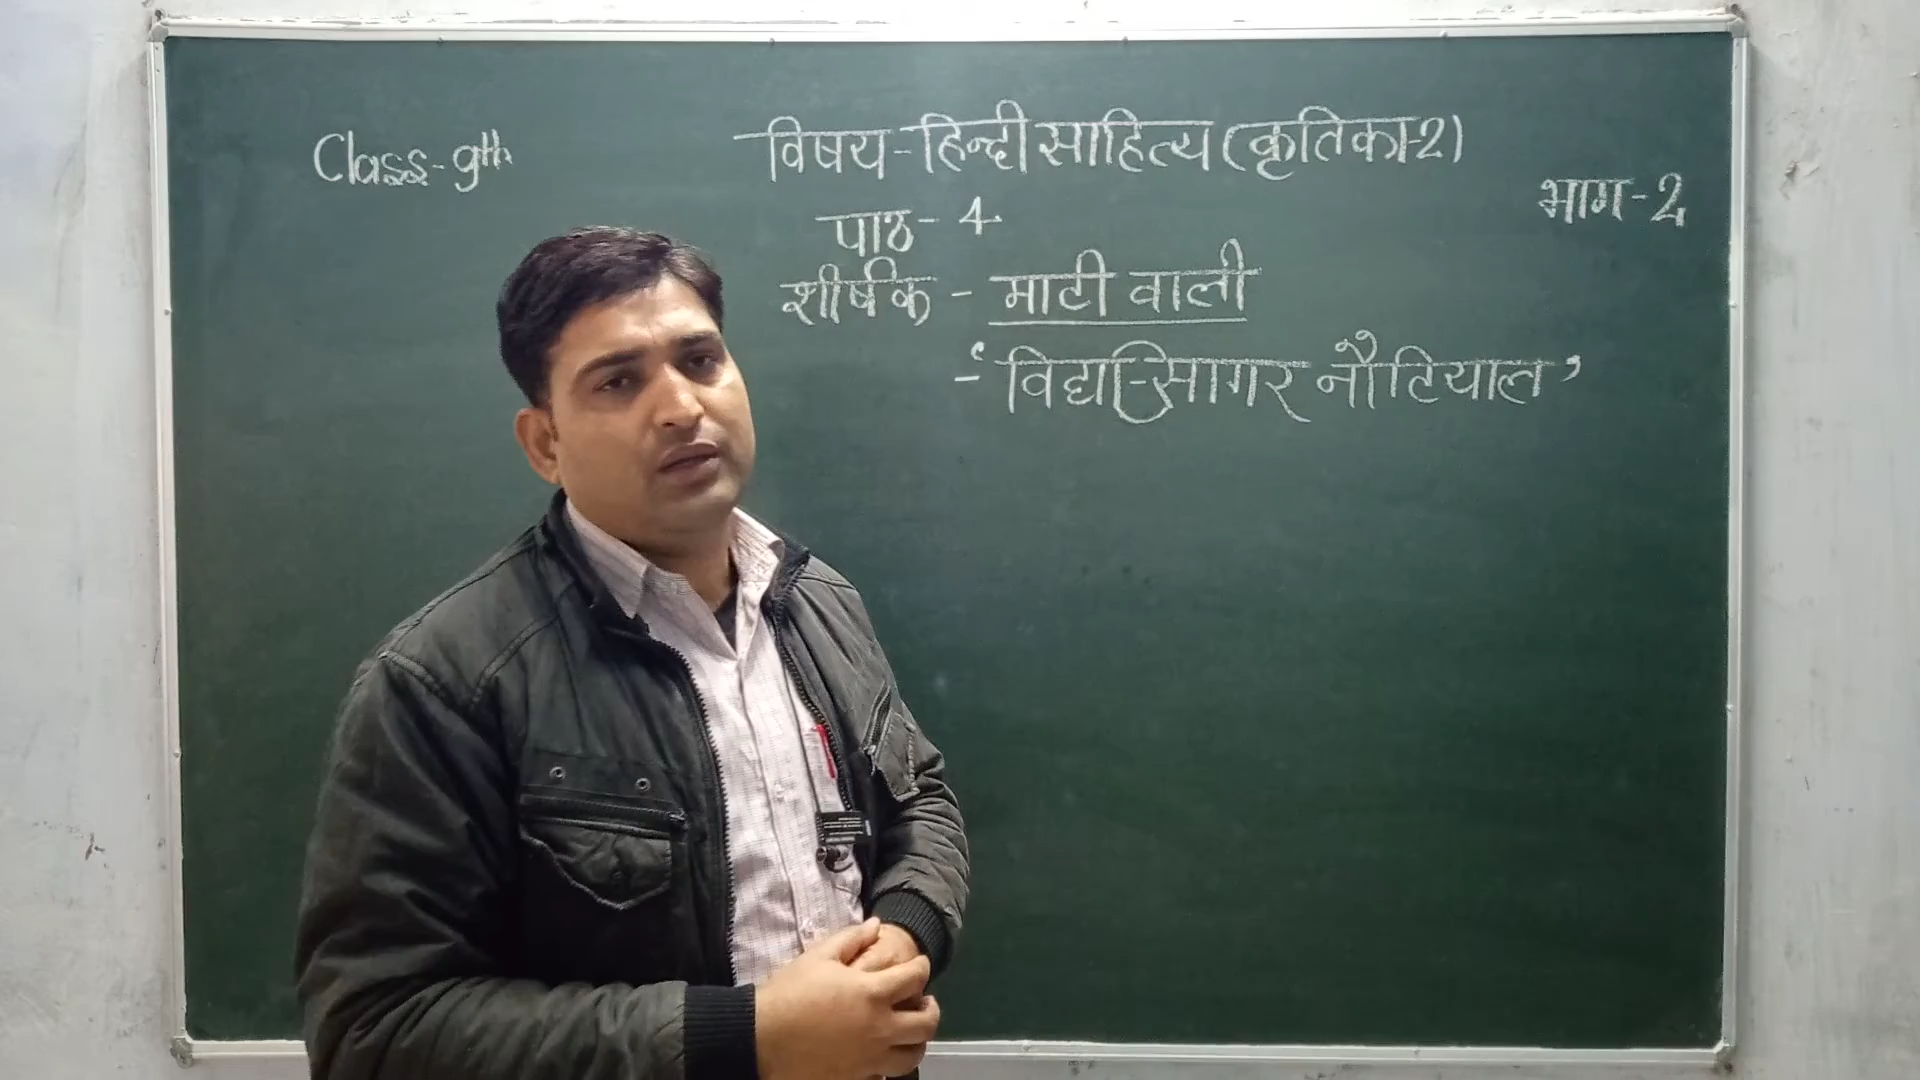 Class-9th
विषय-हिन्दी साहित्य (कृतिका-2)
भाग-2
पाठ-4
शीर्षक - माटी वाली
- ‘विद्या-सागर नौटियाल’